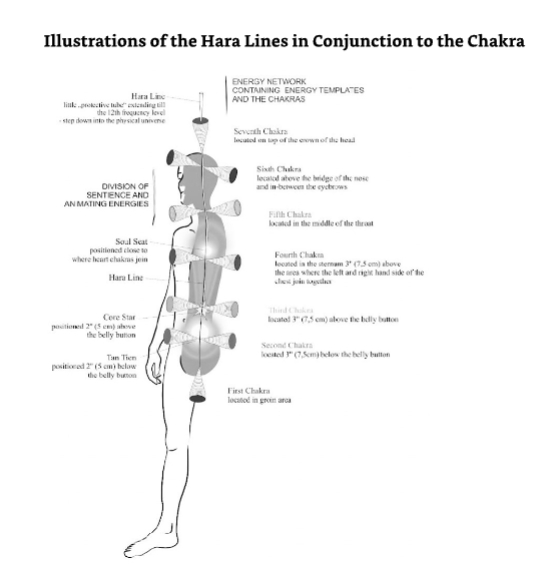 Illustrations of the Hara Lines in Conjunction to the Chakra
Hara Line
little „protective tube“ extending till
the 12th frequency level
- step down into the physical universe
ENERGY NETWORK
CONTAINING ENERGY TEMPLATES
AND THE CHAKRAS
Seventh Chakra
located on top of the crown of the head
Sixth Chakra
located above the bridge of the nose
and in-between the eyebrows
DIVISION OF
SENTIENCE AND
ANIMATING ENERGIES
Fifth Chakra
located in the middle of the throat
Soul Seat
positioned close to
where heart chakras join
Fourth Chakra
located in the sternum 3" (7,5 cm) above
the area where the left and right hand side of the
chest join together
Hara Line
Third Chakra
located 3" (7,5 cm) above the belly button
Core Star
positioned 2" (5 cm) above
the belly button
Second Chakra
located 3" (7,5cm) below the belly button
Tan Tien
positioned 2" (5 cm) below
the belly button
First Chakra
located in groin area